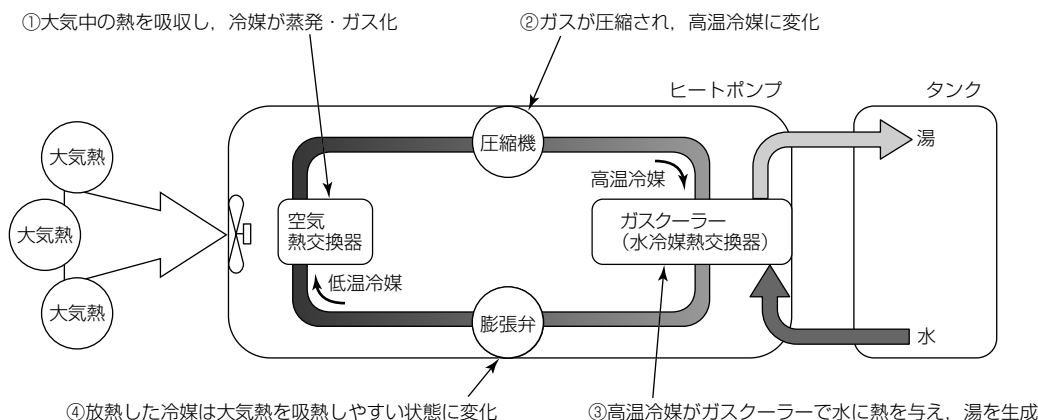 ①大気中の熱を吸収し，冷媒が蒸発・ガス化
②ガスが圧縮され，高温冷媒に変化
ヒートポンプ
タンク
大気熱
大気熱
大気熱
圧縮機
高温冷媒
湯
空気
熱交換器
ガスクーラー
（水冷媒熱交換器）
低温冷媒
膨張弁
水
④放熱した冷媒は大気熱を吸熱しやすい状態に変化
③高温冷媒がガスクーラーで水に熱を与え，湯を生成